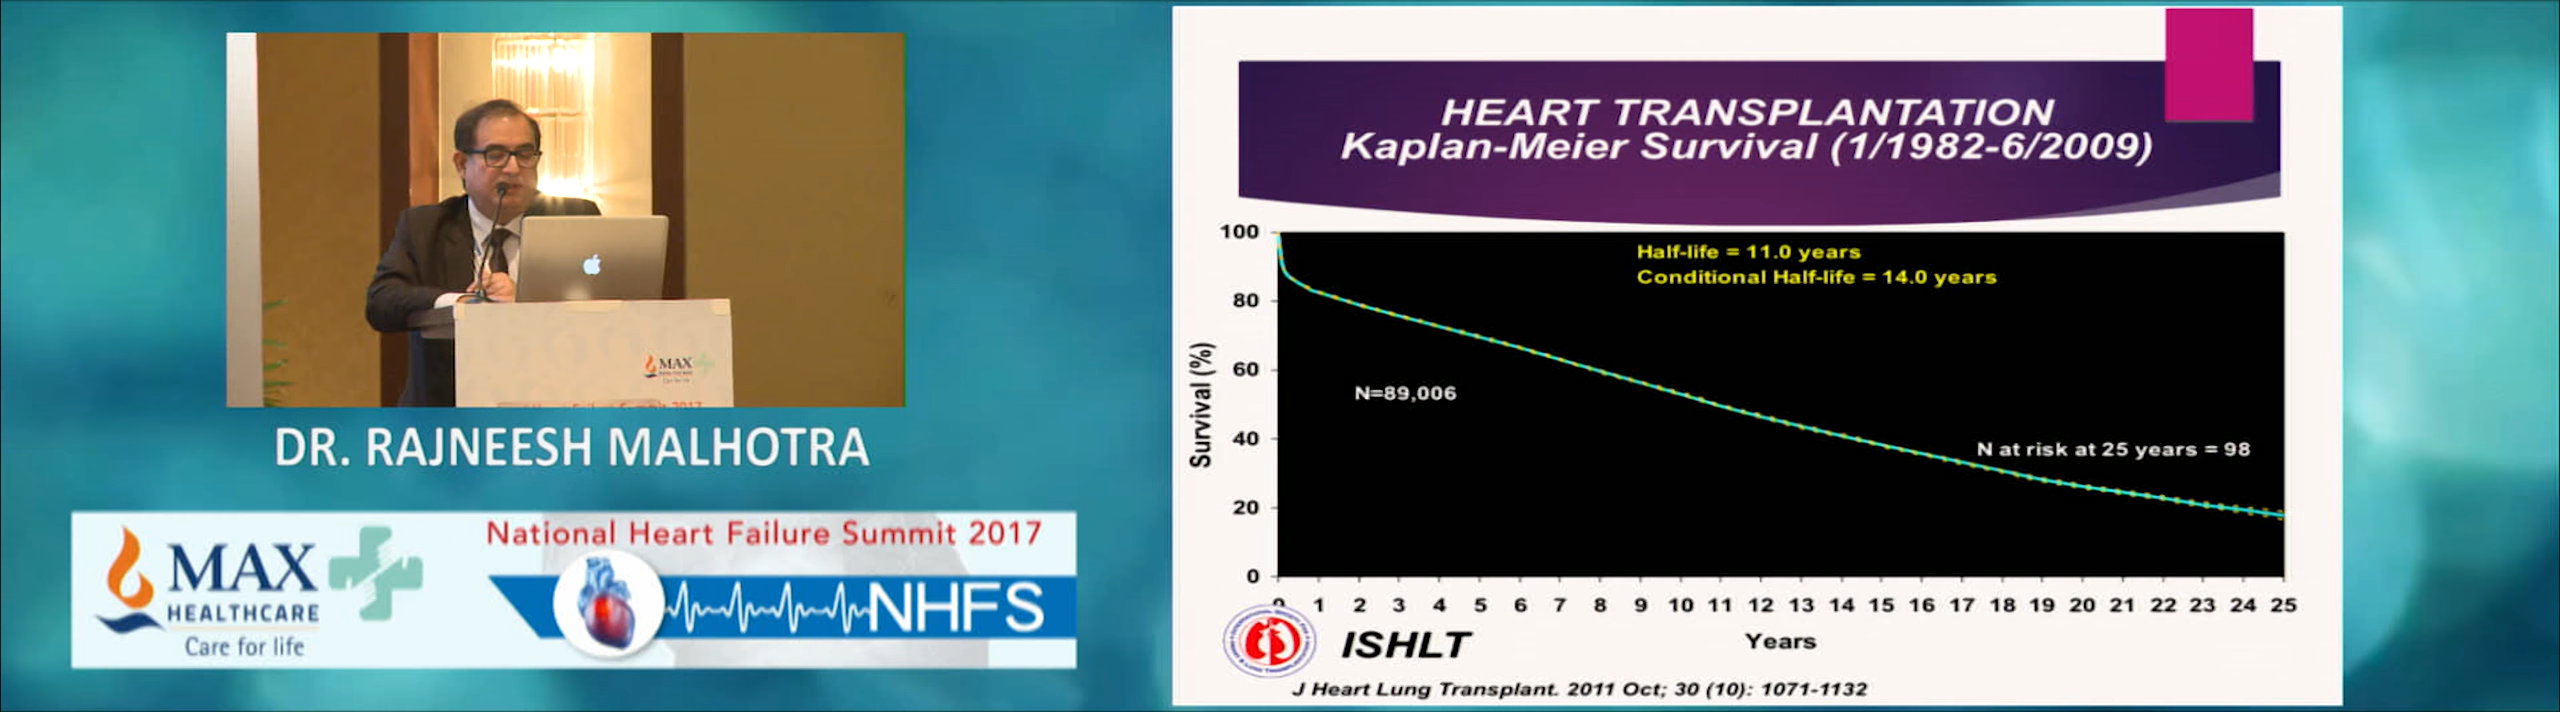 MAX
DR. RAJNEESH MALHOTRA
MAX
HEALTHCARE
Care for life
National Heart Failure Summit 2017
NHFS
HEART TRANSPLANTATION
Kaplan-Meier Survival (1/1982-6/2009)
Half-life = 11.0 years
Conditional Half-life = 14.0 years
N=89,006
N at risk at 25 years = 98
Survival (%)
100
80
60
40
20
0
0 1 2 3 4 5 6 7 8 9 10 11 12 13 14 15 16 17 18 19 20 21 22 23 24 25
Years
ISHLT
J Heart Lung Transplant. 2011 Oct; 30 (10): 1071-1132